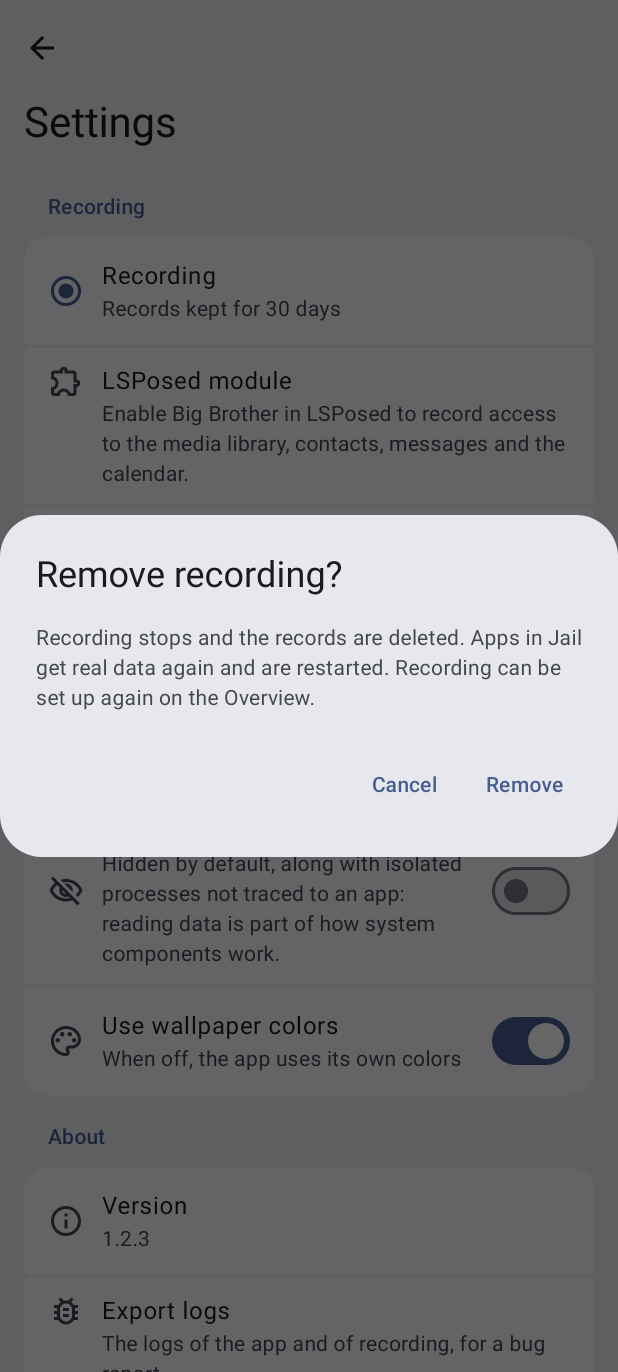 Settings
Recording
Recording
Records kept for 30 days
LSPosed module
Enable Big Brother in LSPosed to record access
to the media library, contacts, messages and the
calendar.
Remove recording?
Recording stops and the records are deleted. Apps in Jail
get real data again and are restarted. Recording can be
set up again on the Overview.
Cancel
Remove
Hidden by default, along with isolated
processes not traced to an app:
reading data is part of how system
components work.
Use wallpaper colors
When off, the app uses its own colors
About
Version
1.2.3
Export logs
The logs of the app and of recording, for a bug
report